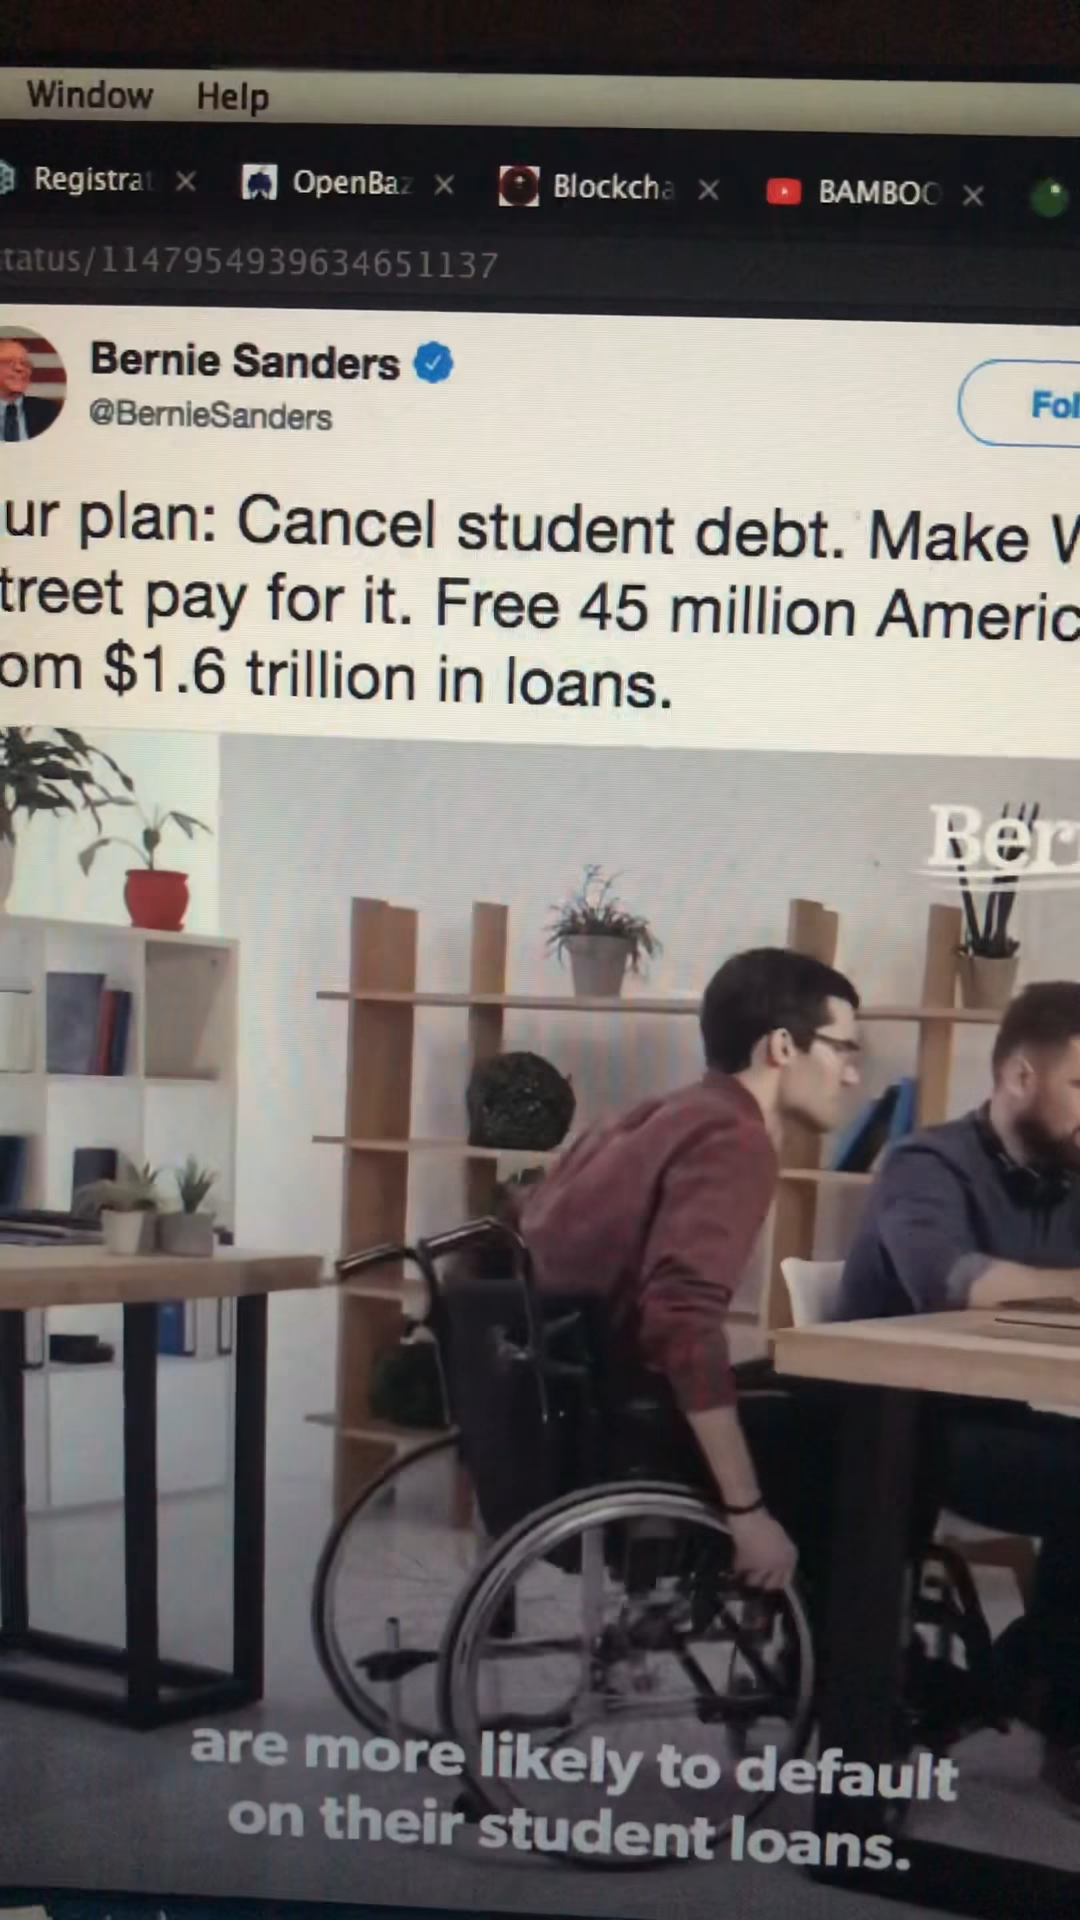 Window Help
Registrat OpenBaz Blockcha BAMBOO
tatus/1147954939634651137
Bernie Sanders
@BernieSanders
Fol
ur plan: Cancel student debt. Make W
treet pay for it. Free 45 million Americ
om $1.6 trillion in loans.
Bern
are more likely to default
on their student loans.